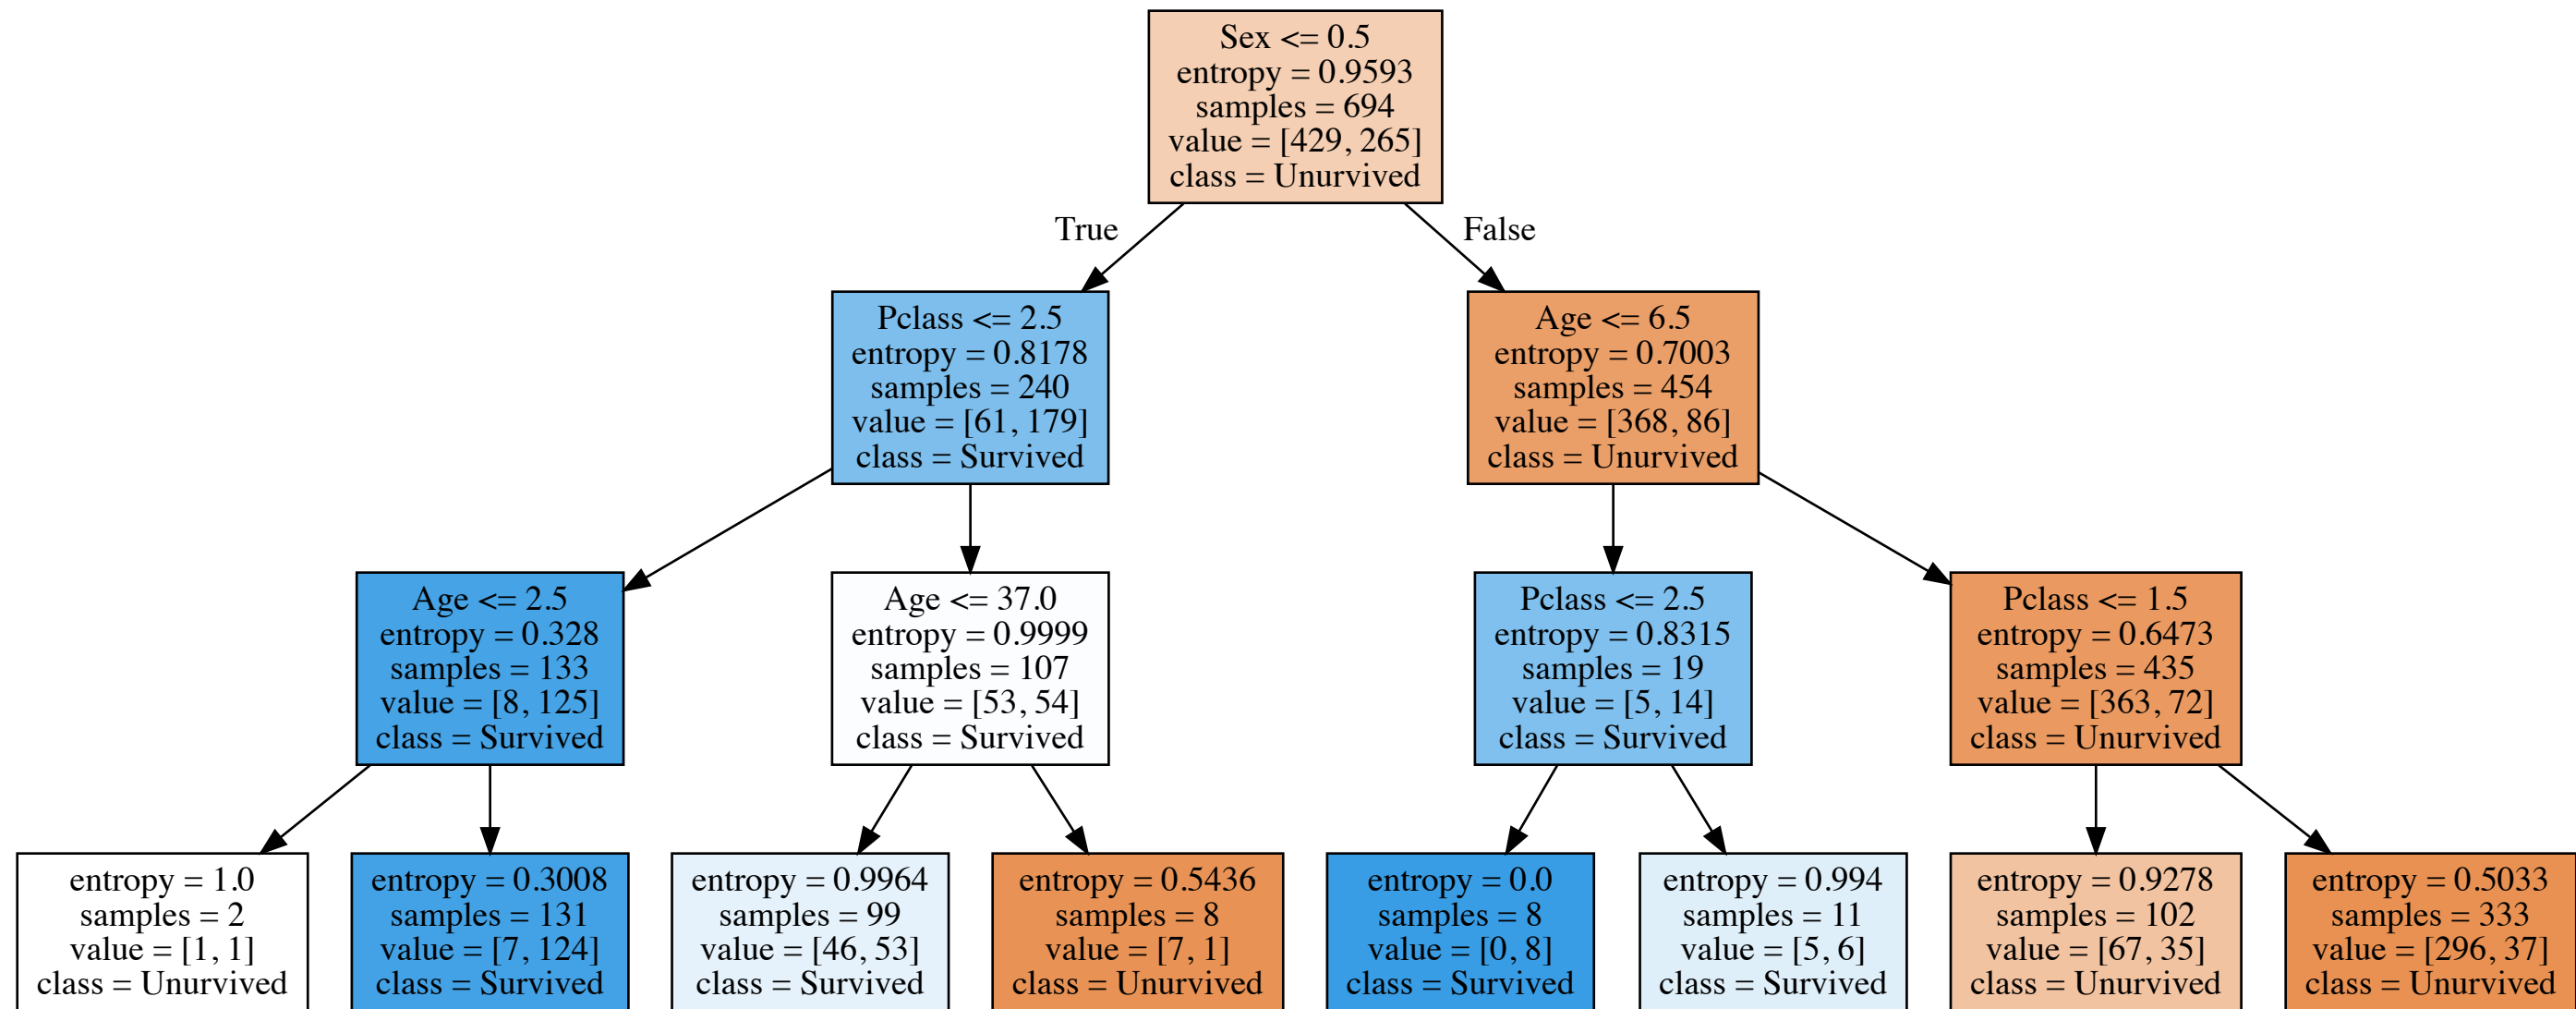 Sex <= 0.5
entropy = 0.9593
samples = 694
value = [429, 265]
class = Unurvived
True
False
Pclass <= 2.5
entropy = 0.8178
samples = 240
value = [61, 179]
class = Survived
Age <= 6.5
entropy = 0.7003
samples = 454
value = [368, 86]
class = Unurvived
Age <= 2.5
entropy = 0.328
samples = 133
value = [8, 125]
class = Survived
Age <= 37.0
entropy = 0.9999
samples = 107
value = [53, 54]
class = Survived
Pclass <= 2.5
entropy = 0.8315
samples = 19
value = [5, 14]
class = Survived
Pclass <= 1.5
entropy = 0.6473
samples = 435
value = [363, 72]
class = Unurvived
entropy = 1.0
samples = 2
value = [1, 1]
class = Unurvived
entropy = 0.3008
samples = 131
value = [7, 124]
class = Survived
entropy = 0.9964
samples = 99
value = [46, 53]
class = Survived
entropy = 0.5436
samples = 8
value = [7, 1]
class = Unurvived
entropy = 0.0
samples = 8
value = [0, 8]
class = Survived
entropy = 0.994
samples = 11
value = [5, 6]
class = Survived
entropy = 0.9278
samples = 102
value = [67, 35]
class = Unurvived
entropy = 0.5033
samples = 333
value = [296, 37]
class = Unurvived